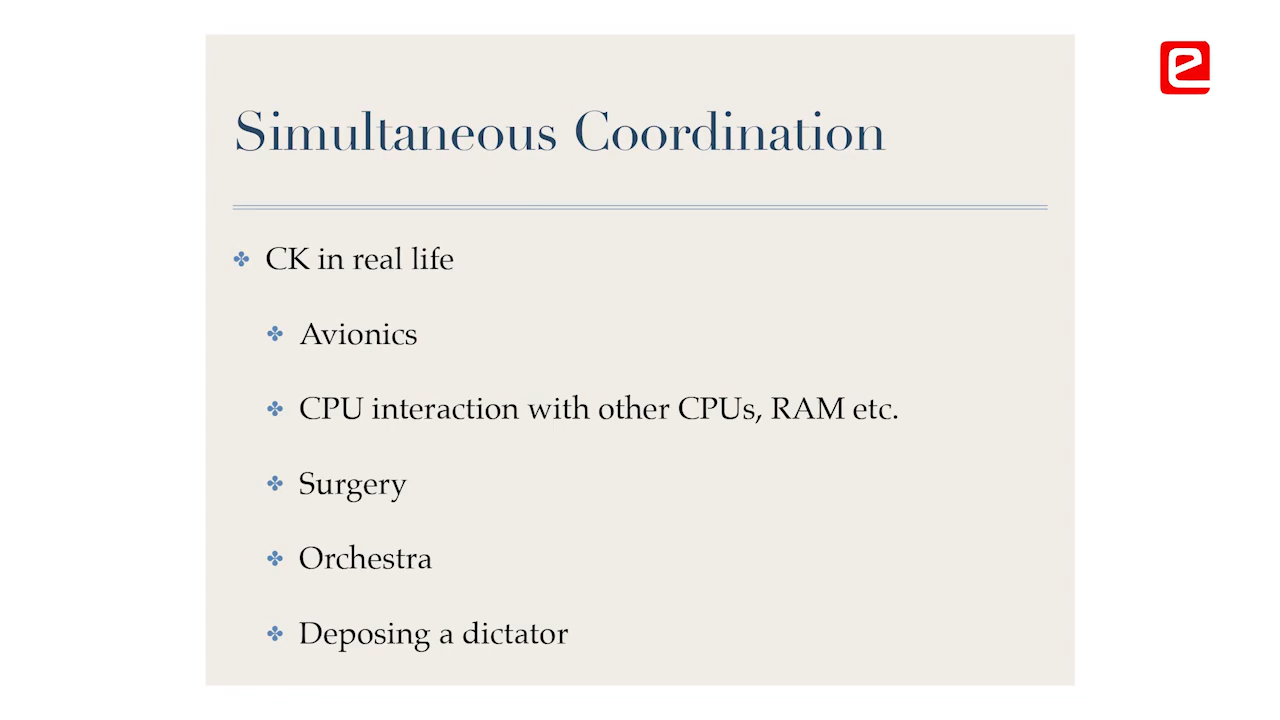 Simultaneous Coordination
CK in real life
Avionics
CPU interaction with other CPUs, RAM etc.
Surgery
Orchestra
Deposing a dictator